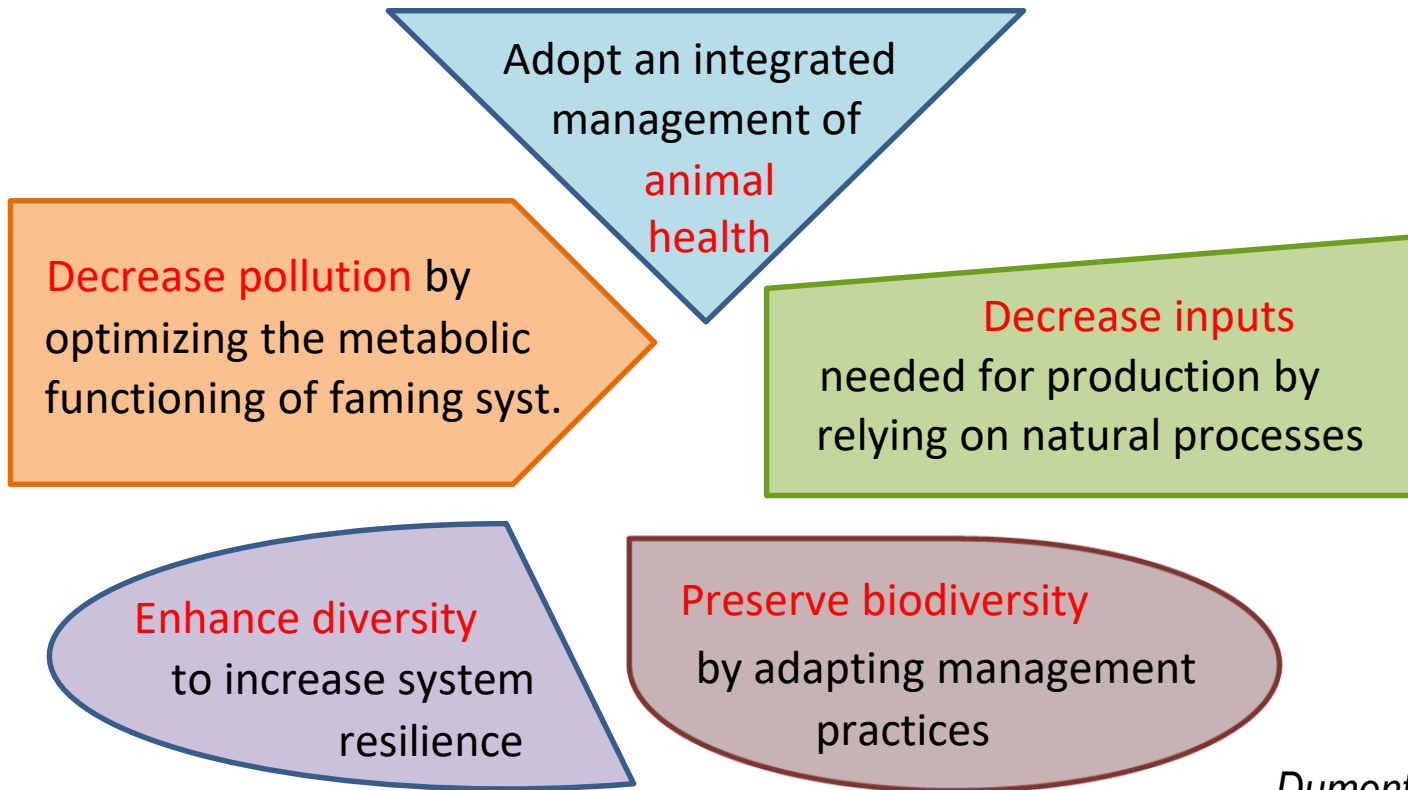 Adopt an integrated
management of
animal
health
Decrease pollution by
optimizing the metabolic
functioning of faming syst.
Decrease inputs
needed for production by
relying on natural processes
Enhance diversity
to increase system
resilience
Preserve biodiversity
by adapting management
practices